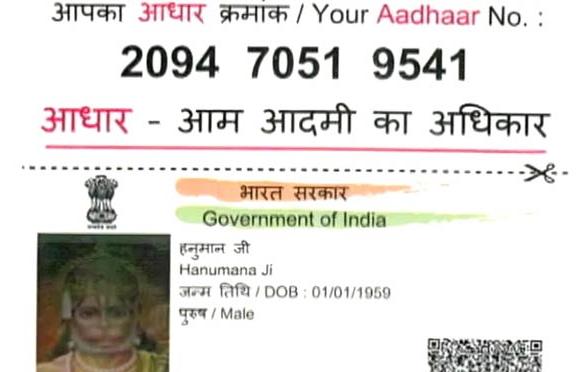 आपका आधार क्रमांक / Your Aadhaar No. :
2094 7051 9541
आधार - आम आदमी का अधिकार
भारत सरकार
Government of India
हनुमान जी
Hanumana Ji
जन्म तिथि / DOB : 01/01/1959
पुरुष / Male